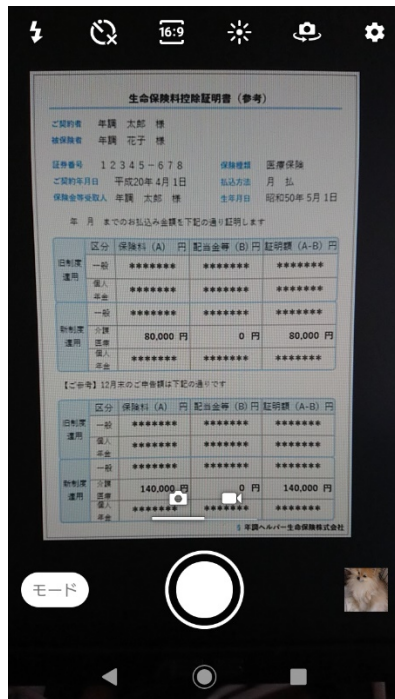 16:9
生命保険料控除証明書（参考）
ご契約者 年調 太郎 様
被保険者 年調 花子 様
証券番号 12345-678 保険種類 医療保険
ご契約年月日 平成20年4月1日 払込方法 月 払
保険金等受取人 年調 太郎 様 生年月日 昭和50年5月1日
年 月 までのお払込み金額を下記の通り証明します
区分 保険料（A） 円 配当金等（B）円 証明額（A-B）円
旧制度適用 一般 ******* ******* *******
個人年金 ******* ******* *******
新制度適用 一般 ******* ******* *******
介護医療 80,000 円 0 円 80,000 円
個人年金 ******* ******* *******
【ご参考】12月末のご申告額は下記の通りです
区分 保険料（A） 円 配当金等（B）円 証明額（A-B）円
旧制度適用 一般 ******* ******* *******
個人年金 ******* ******* *******
新制度適用 一般 ******* ******* *******
介護医療 140,000 円 0 円 140,000 円
個人年金 ******* ******* *******
年調ヘルパー生命保険株式会社
モード